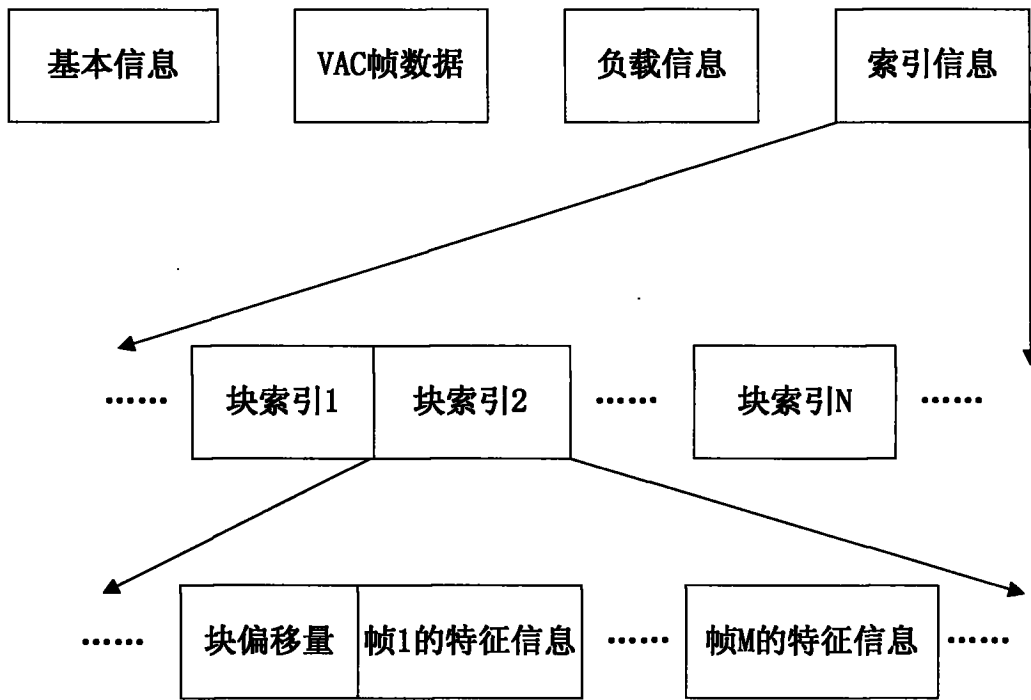 基本信息 VAC帧数据 负载信息 索引信息
…… 块索引1 块索引2 …… 块索引N ……
…… 块偏移量 帧1的特征信息 …… 帧M的特征信息 ……